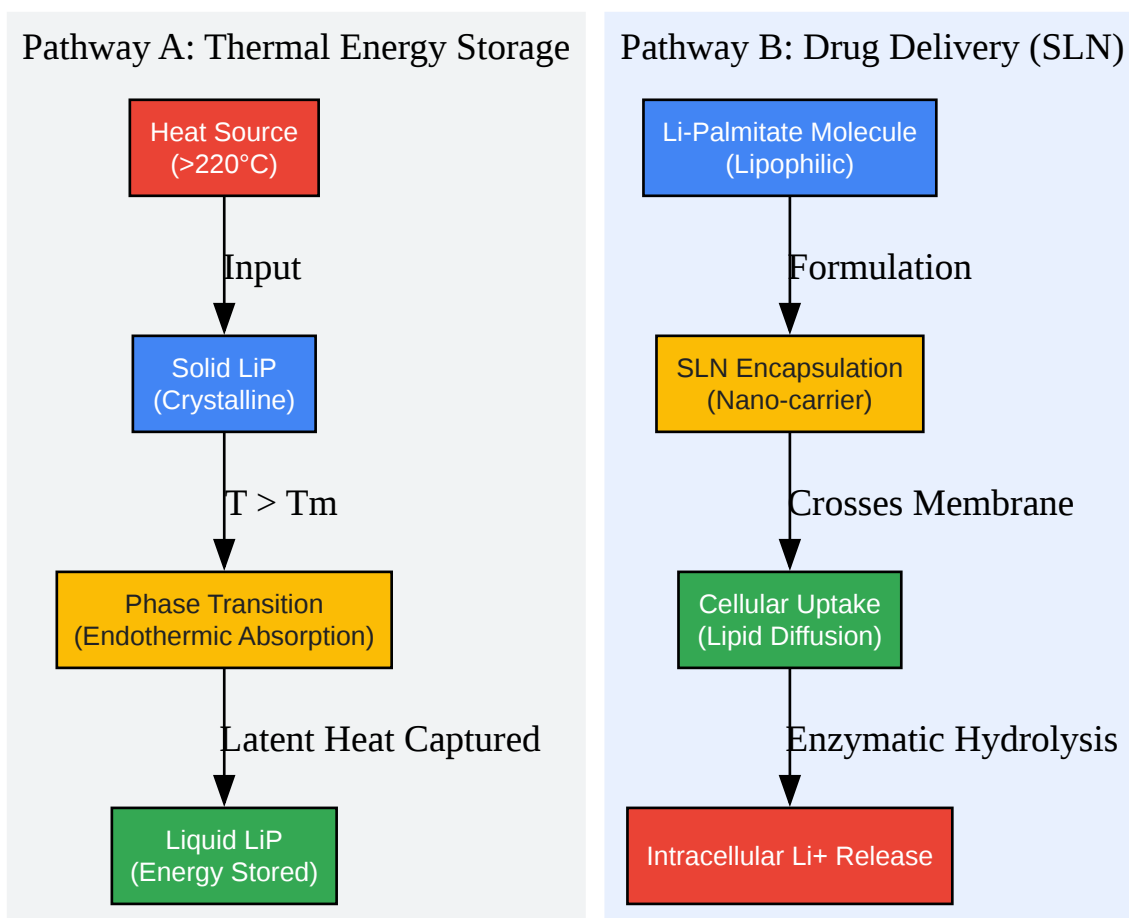 Pathway A: Thermal Energy Storage
Heat Source
(>220°C)
Input
Solid LiP
(Crystalline)
T > Tm
Phase Transition
(Endothermic Absorption)
Latent Heat Captured
Liquid LiP
(Energy Stored)
Pathway B: Drug Delivery (SLN)
Li-Palmitate Molecule
(Lipophilic)
Formulation
SLN Encapsulation
(Nano-carrier)
Crosses Membrane
Cellular Uptake
(Lipid Diffusion)
Enzymatic Hydrolysis
Intracellular Li+ Release